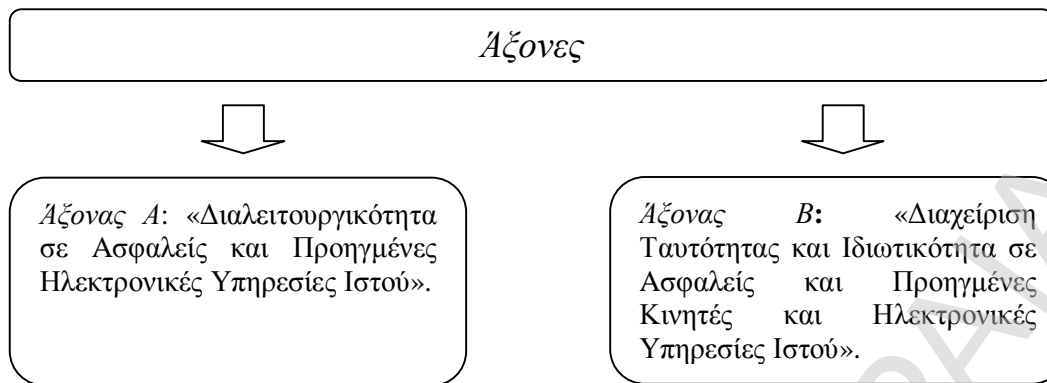 Άξονες
Άξονας Α: «Διαλειτουργικότητα
σε Ασφαλείς και Προηγμένες
Ηλεκτρονικές Υπηρεσίες Ιστού».
Άξονας Β: «Διαχείριση
Ταυτότητας και Ιδιωτικότητα σε
Ασφαλείς και Προηγμένες
Κινητές και Ηλεκτρονικές
Υπηρεσίες Ιστού».